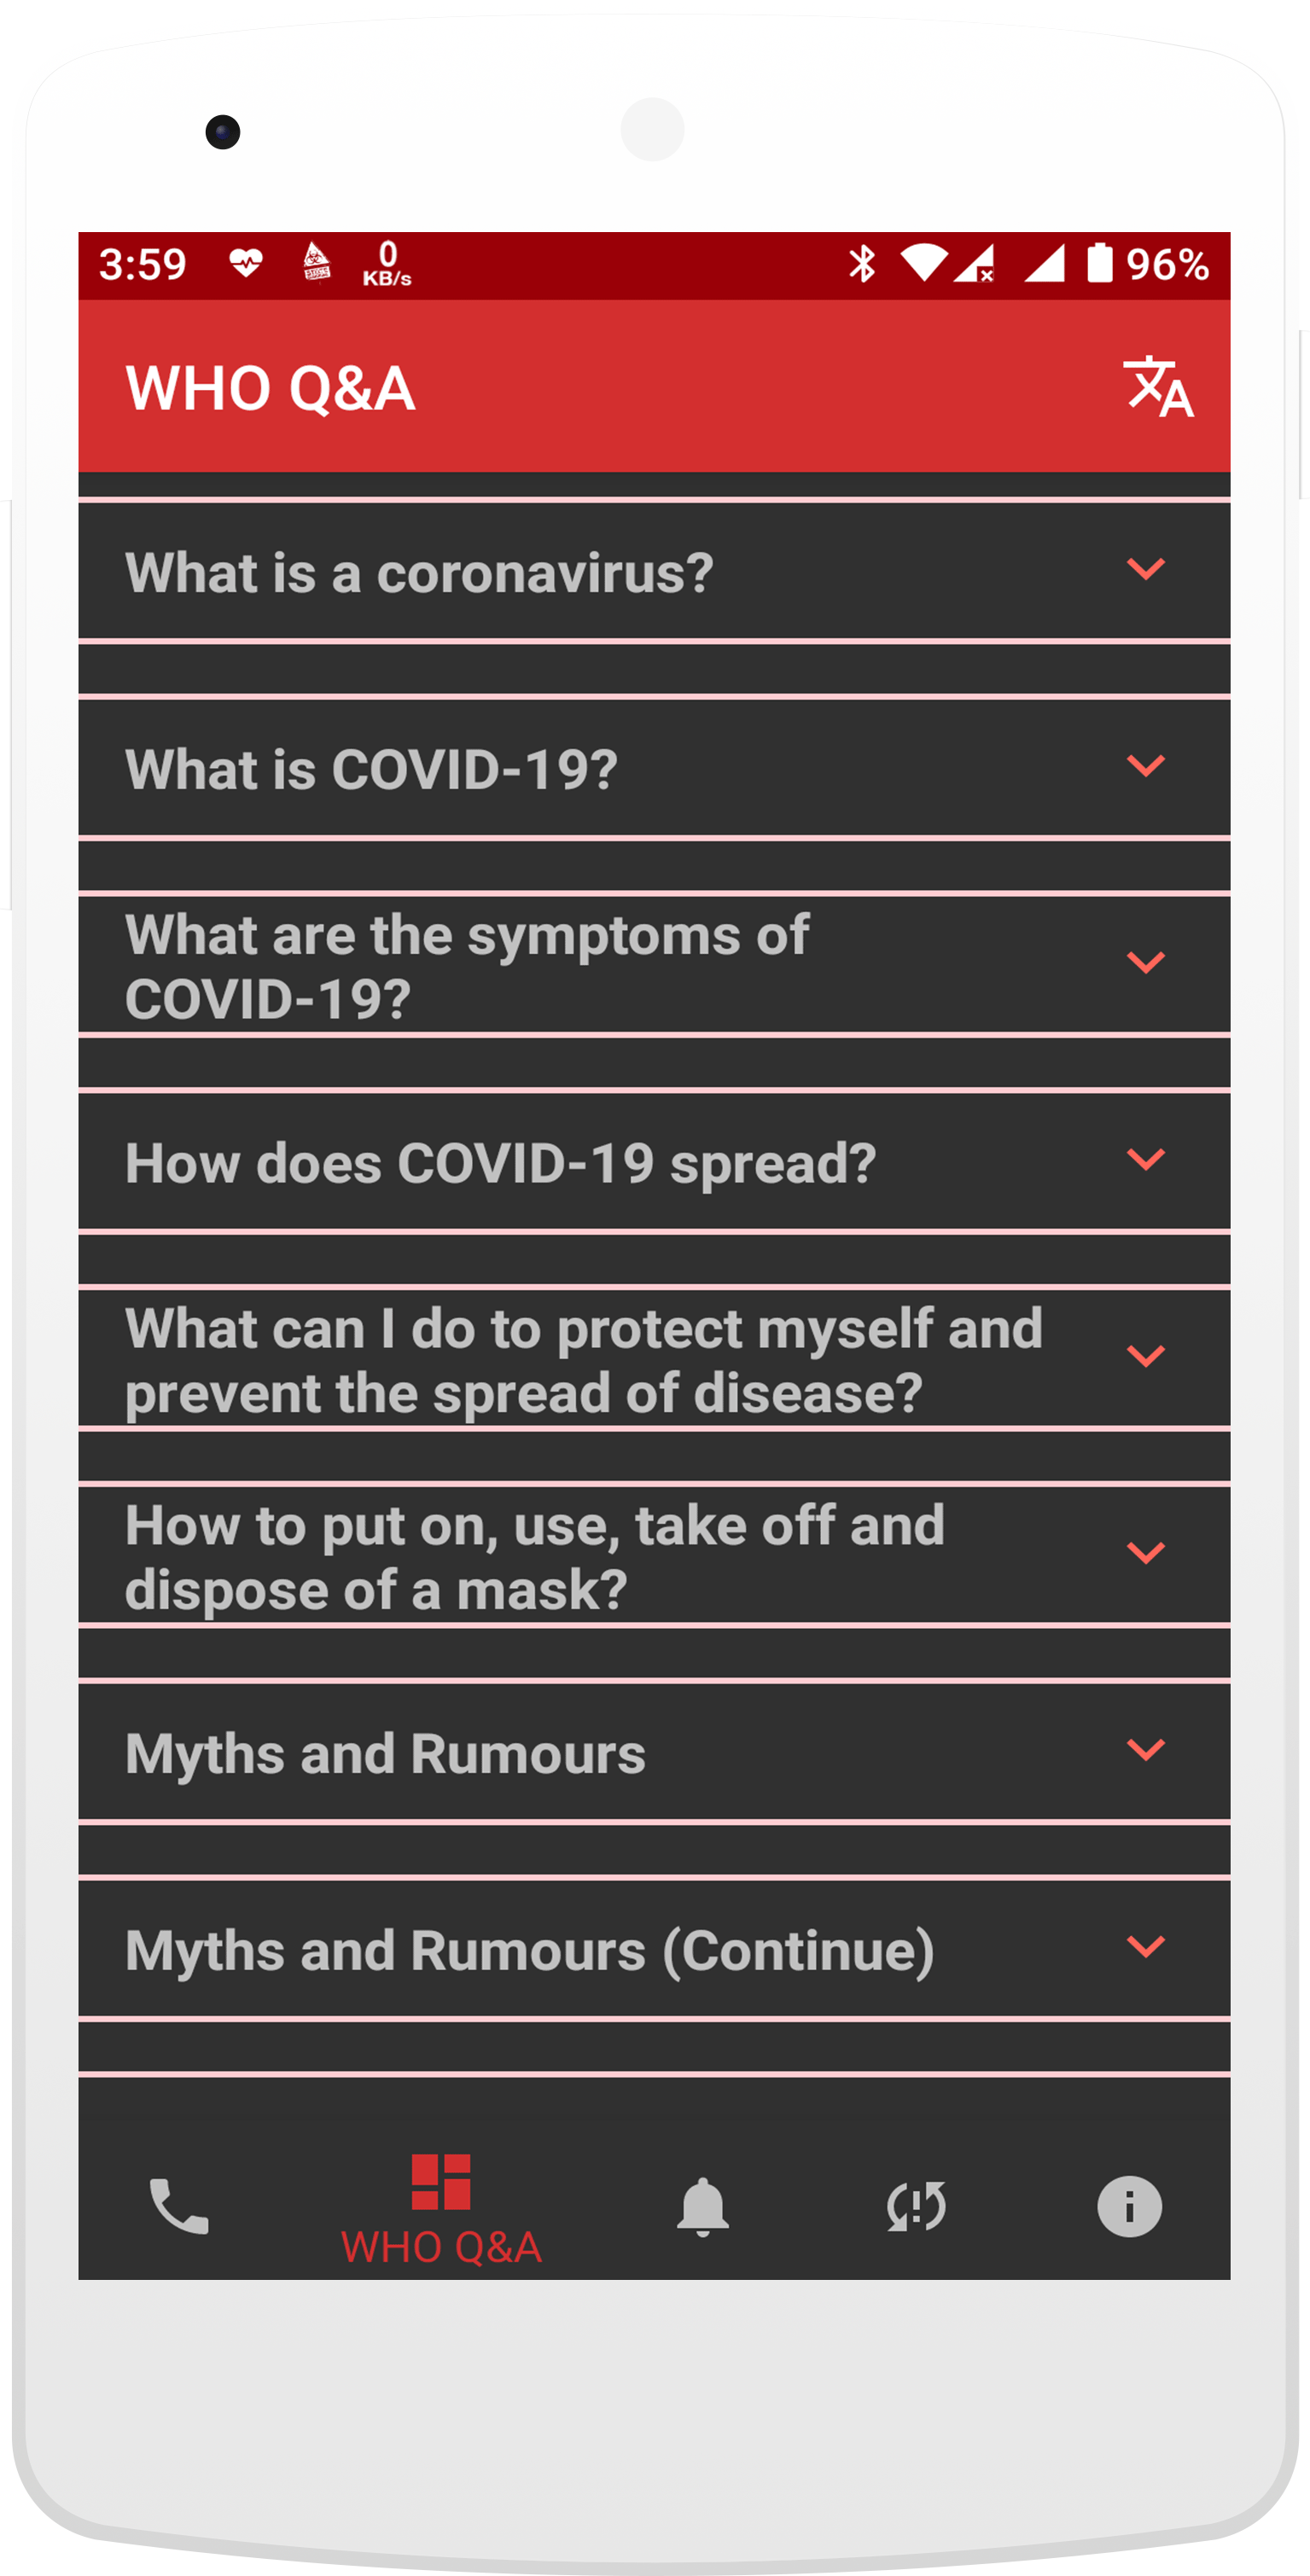 3:59 0 KB/s 96%
WHO Q&A
What is a coronavirus?
What is COVID-19?
What are the symptoms of
COVID-19?
How does COVID-19 spread?
What can I do to protect myself and
prevent the spread of disease?
How to put on, use, take off and
dispose of a mask?
Myths and Rumours
Myths and Rumours (Continue)
WHO Q&A